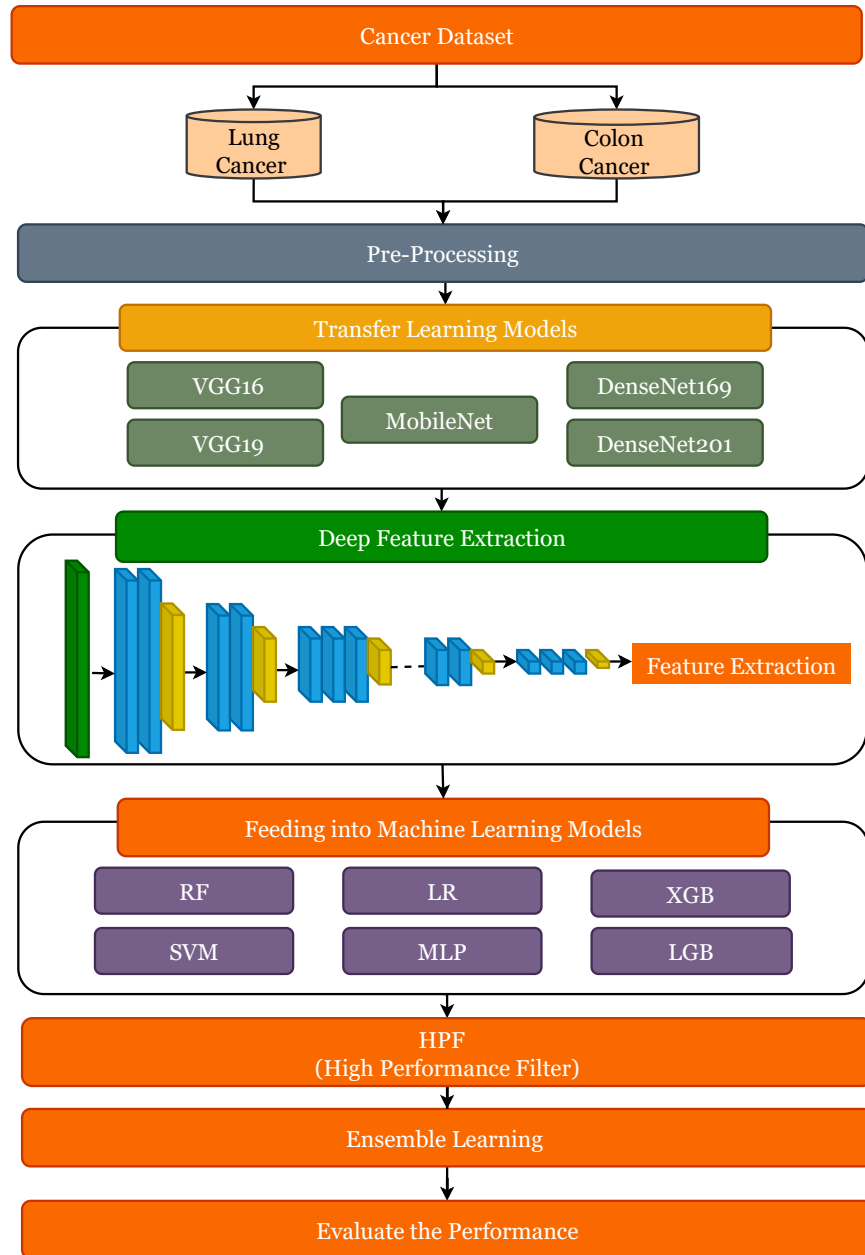 Cancer Dataset
Lung
Cancer
Colon
Cancer
Pre-Processing
Transfer Learning Models
VGG16
MobileNet
DenseNet169
VGG19
DenseNet201
Deep Feature Extraction
Feature Extraction
Feeding into Machine Learning Models
RF
LR
XGB
SVM
MLP
LGB
HPF
(High Performance Filter)
Ensemble Learning
Evaluate the Performance